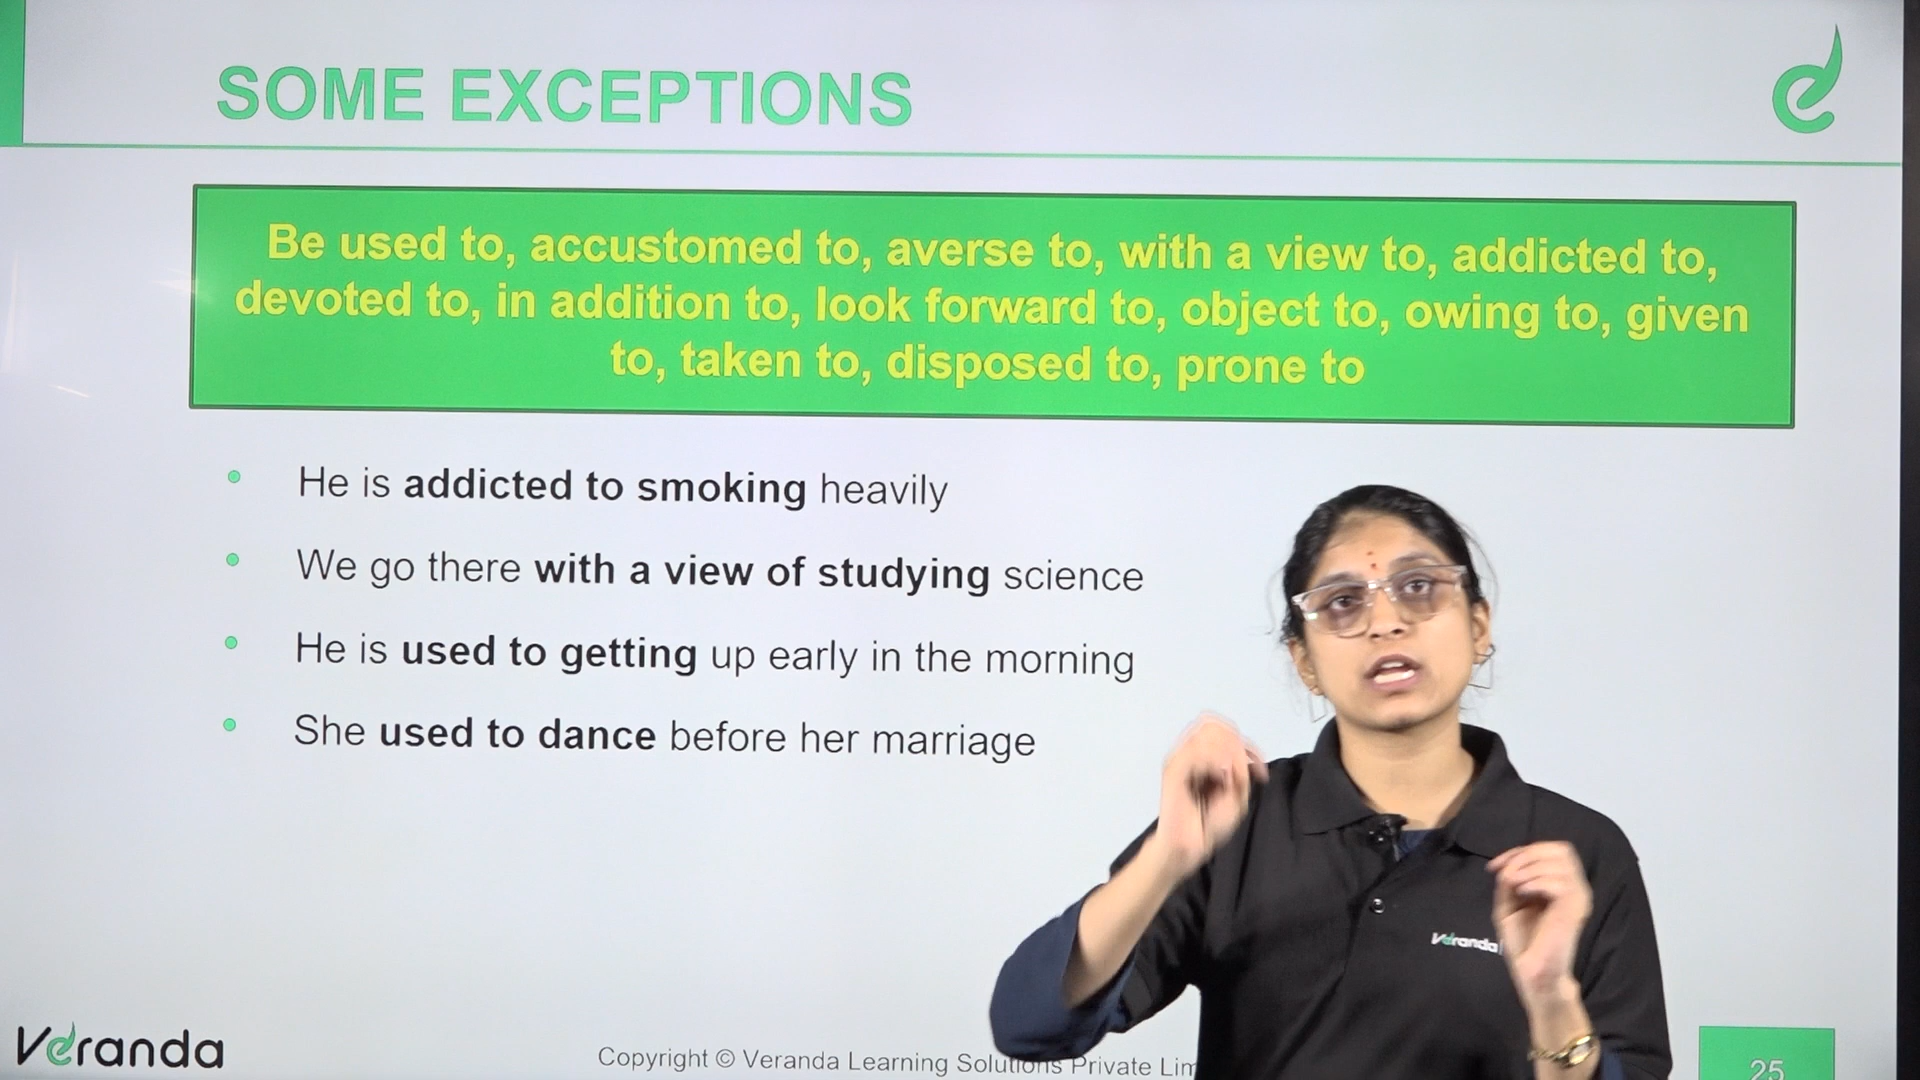 SOME EXCEPTIONS
Be used to, accustomed to, averse to, with a view to, addicted to,
devoted to, in addition to, look forward to, object to, owing to, given
to, taken to, disposed to, prone to
• He is addicted to smoking heavily
• We go there with a view of studying science
• He is used to getting up early in the morning
• She used to dance before her marriage
Veranda
Veranda
Copyright © Veranda Learning Solutions Private Lim
25